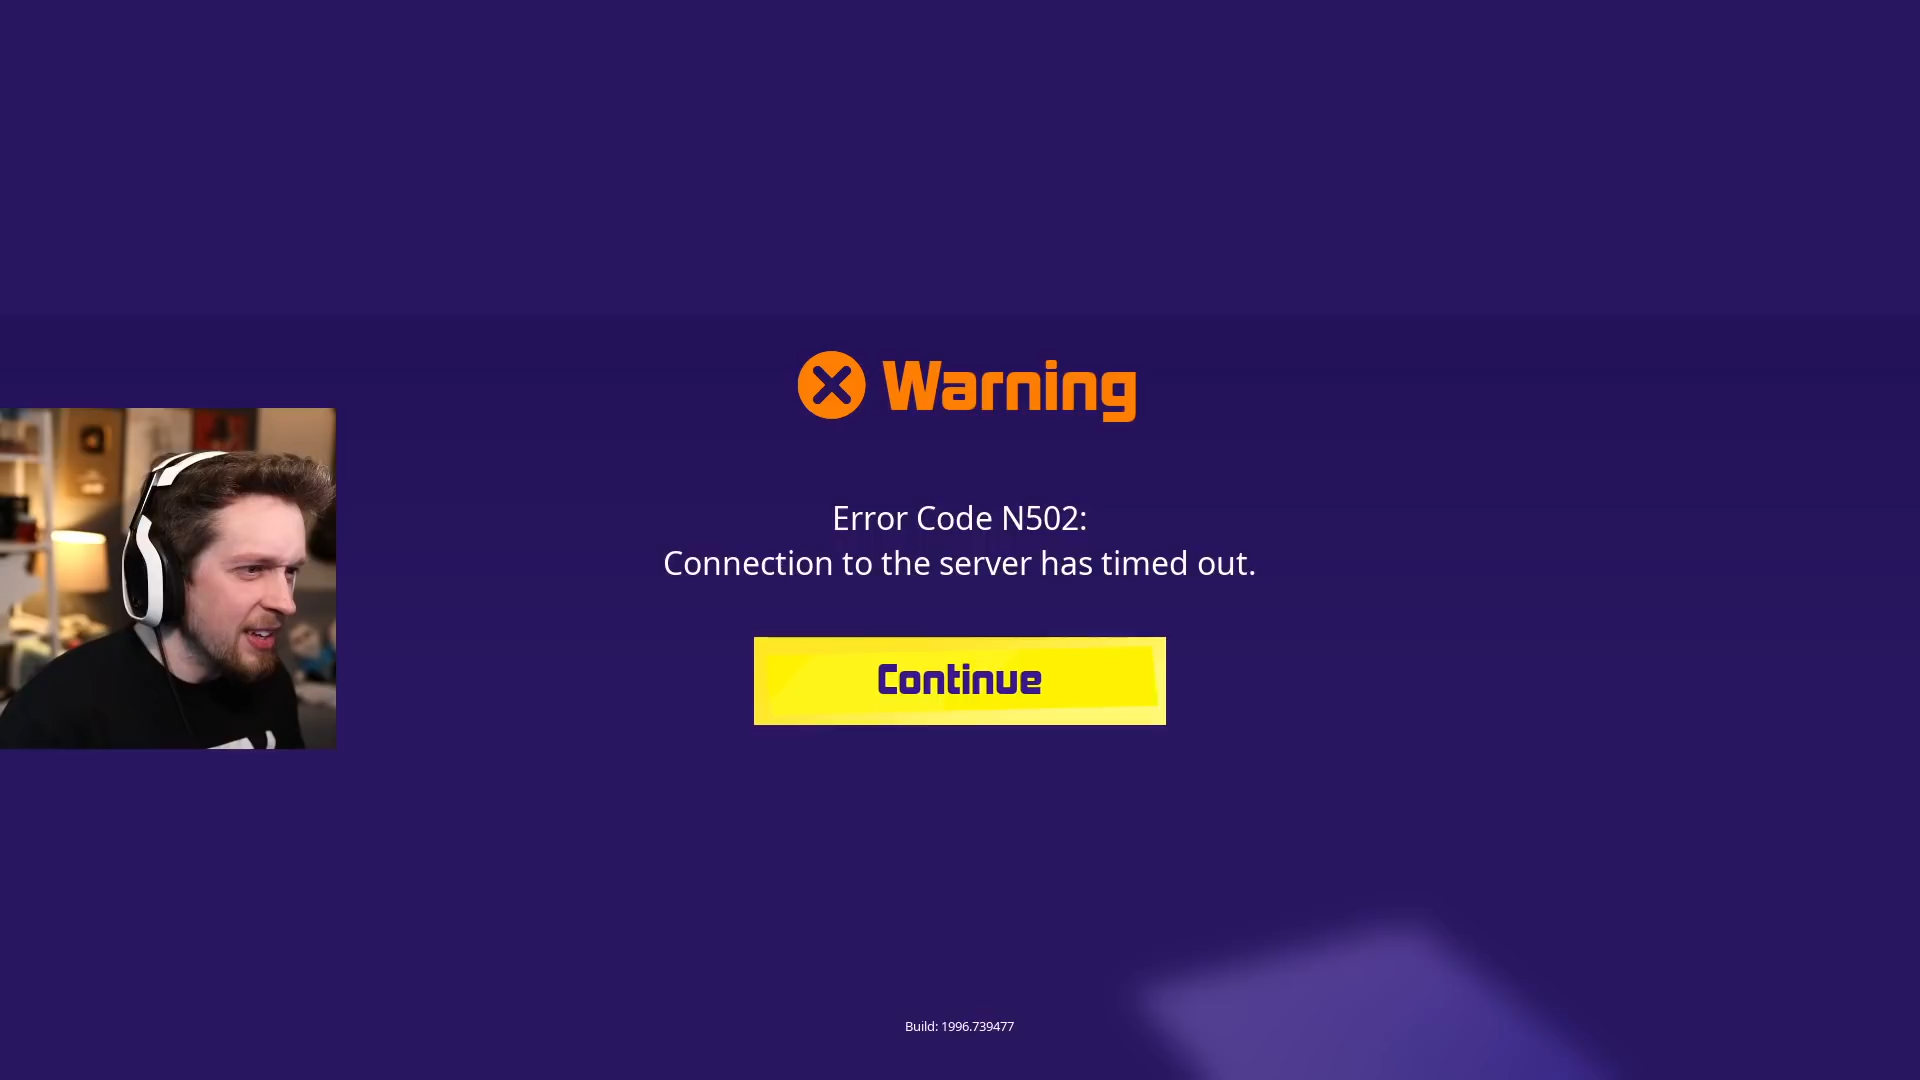 Warning
Error Code N502:
Connection to the server has timed out.
Continue
Build: 1996.739477